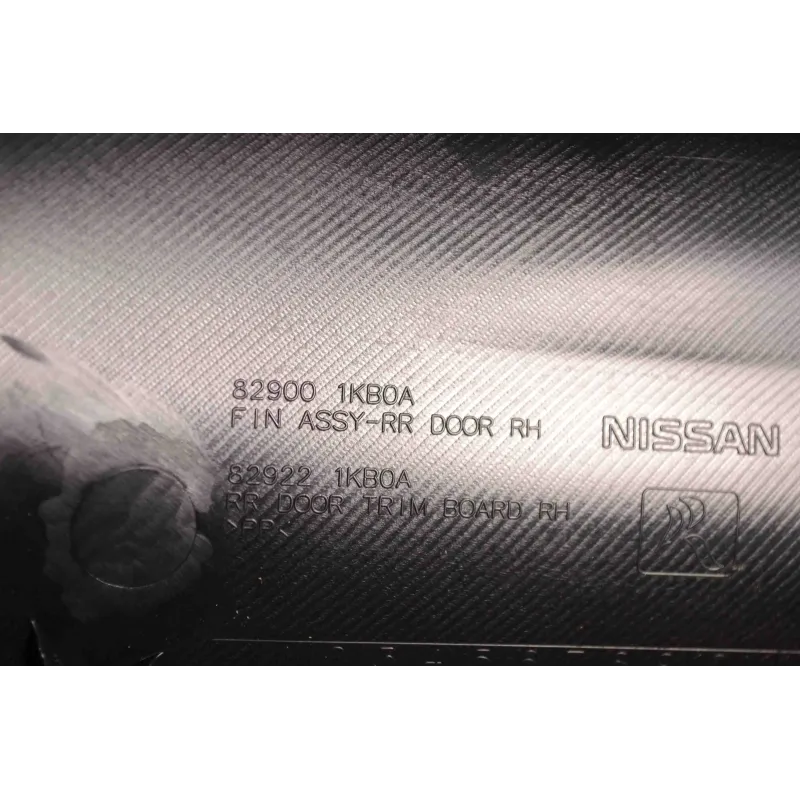 82900 1KB0A
FIN ASSY-RR DOOR RH
NISSAN
82922 1KB0A
RR DOOR TRIM BOARD RH
>PP<